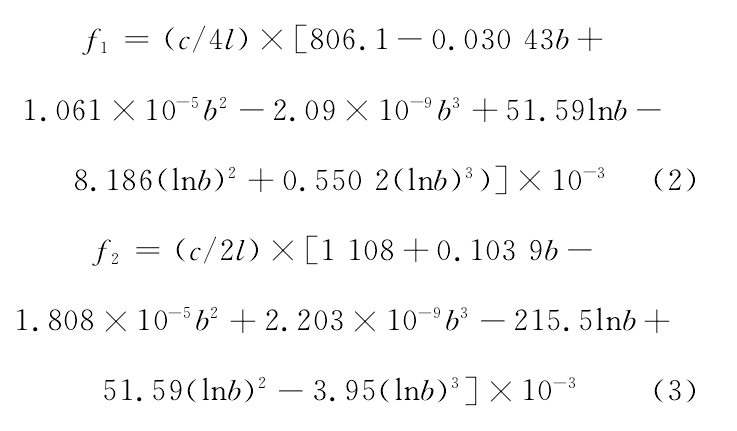 f₁ = (c/4l) × [806.1 − 0.030 43b +
1.061 × 10⁻⁵b² − 2.09 × 10⁻⁹b³ + 51.59lnb −
8.186(lnb)² + 0.550 2(lnb)³)] × 10⁻³ (2)
f₂ = (c/2l) × [1 108 + 0.103 9b −
1.808 × 10⁻⁵b² + 2.203 × 10⁻⁹b³ − 215.5lnb +
51.59(lnb)² − 3.95(lnb)³] × 10⁻³ (3)